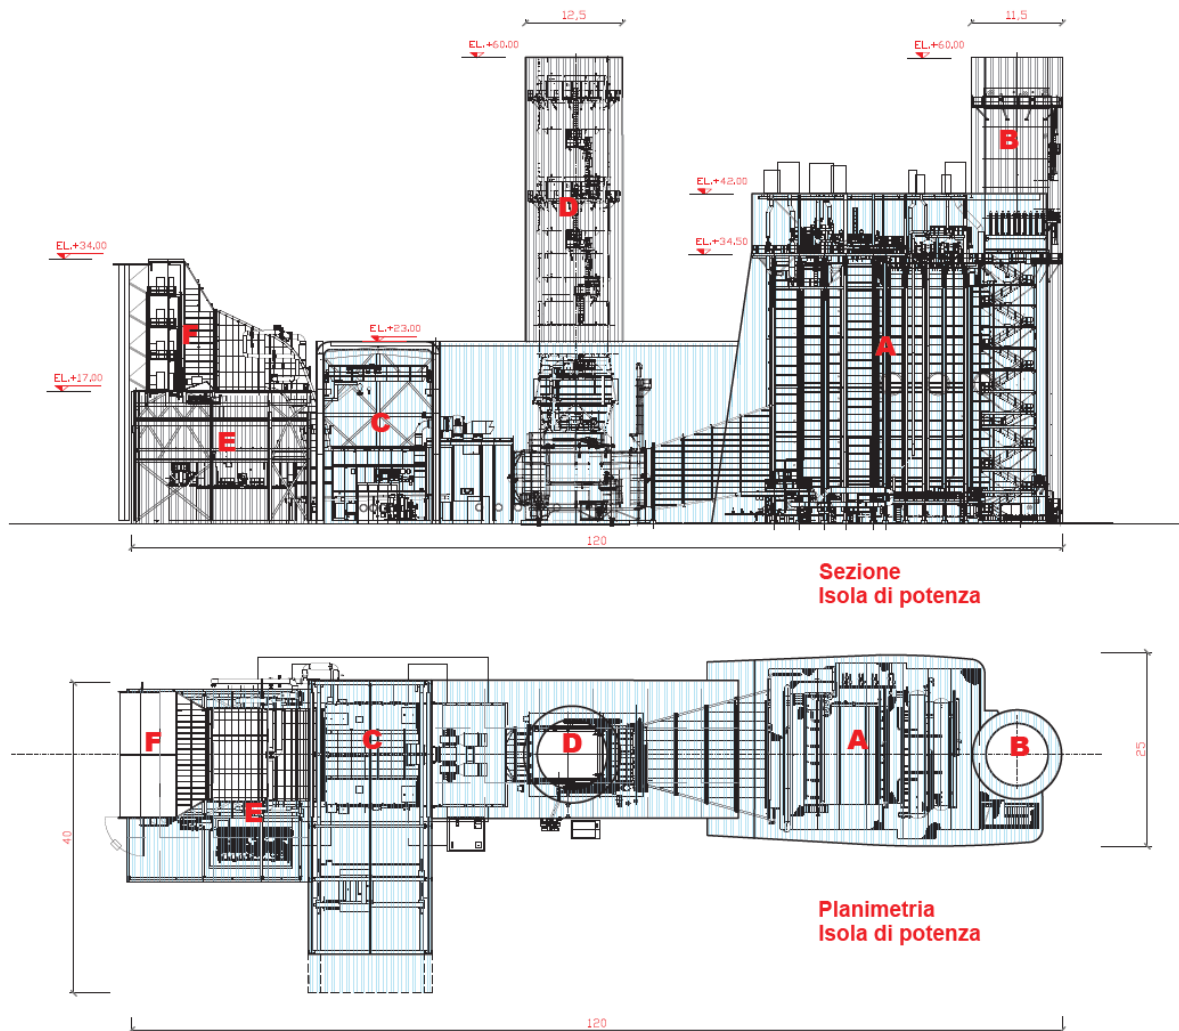 12,5
11,5
EL.+60.00
EL.+60.00
B
EL.+42.00
D
EL.+34.00
EL.+34.50
F
EL.+23.00
A
EL.+17.00
C
E
120
Sezione
Isola di potenza
F
C
D
A
B
25
E
40
Planimetria
Isola di potenza
120